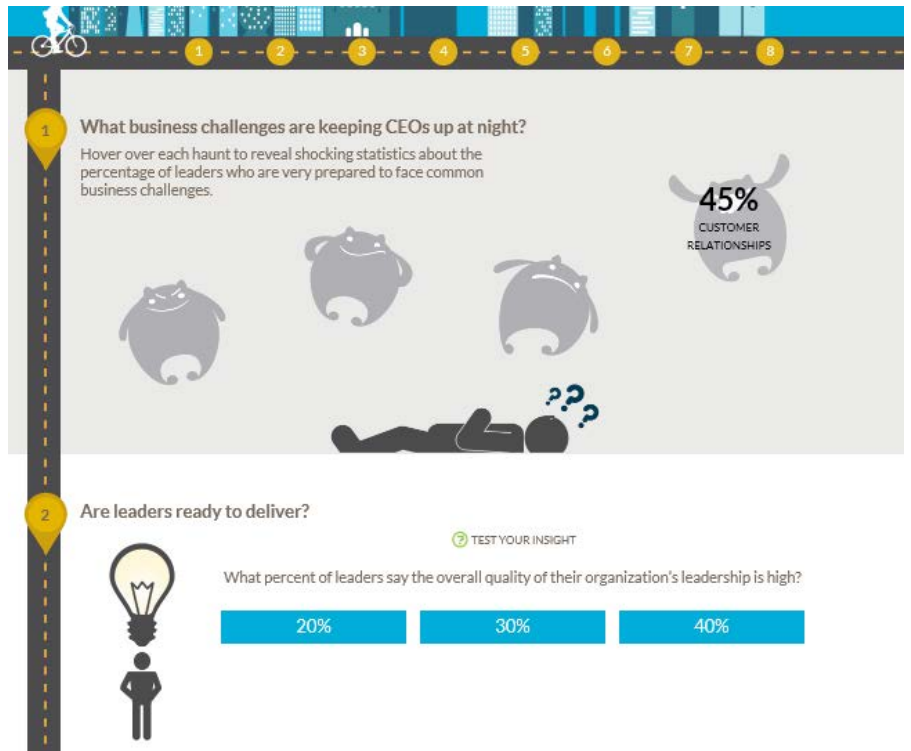 1 2 3 4 5 6 7 8
1
What business challenges are keeping CEOs up at night?
Hover over each haunt to reveal shocking statistics about the
percentage of leaders who are very prepared to face common
business challenges.
45%
CUSTOMER
RELATIONSHIPS
???
2
Are leaders ready to deliver?
? TEST YOUR INSIGHT
What percent of leaders say the overall quality of their organization's leadership is high?
20% 30% 40%